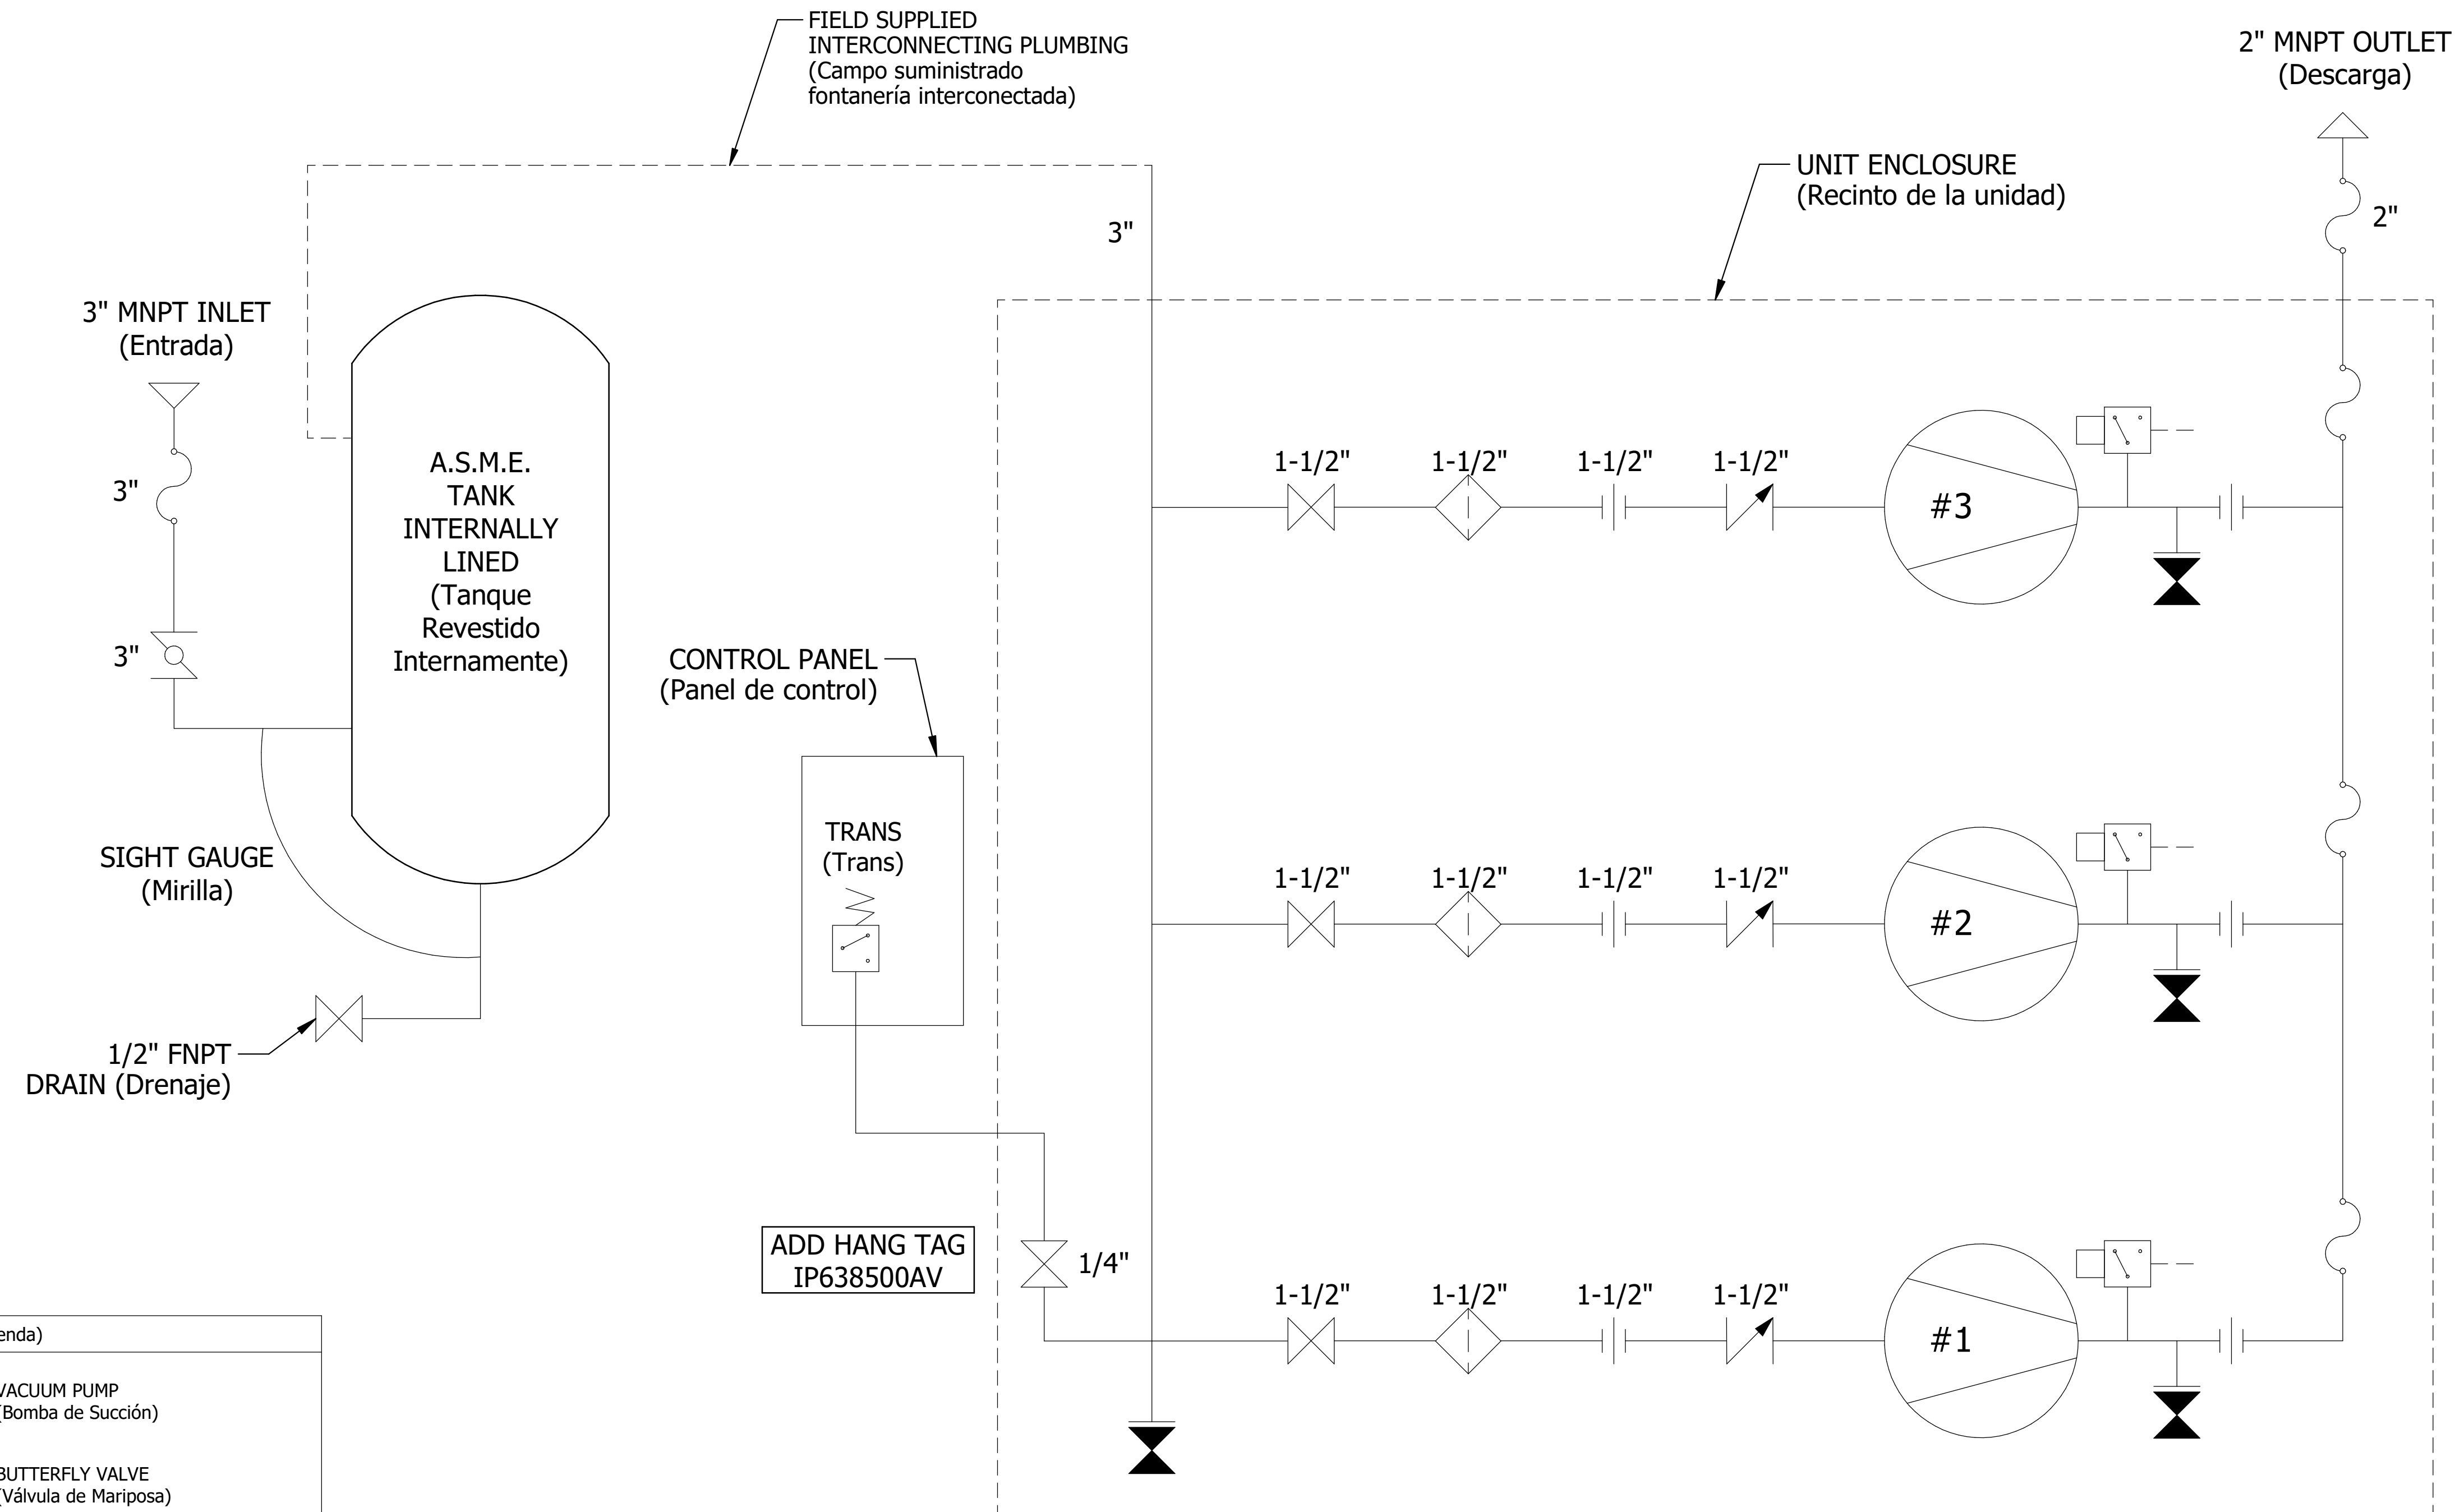 FIELD SUPPLIED
INTERCONNECTING PLUMBING
(Campo suministrado
fontanería interconectada)
2" MNPT OUTLET
(Descarga)
UNIT ENCLOSURE
(Recinto de la unidad)
2"
3"
3" MNPT INLET
(Entrada)
3"
3"
A.S.M.E.
TANK
INTERNALLY
LINED
(Tanque
Revestido
Internamente)
1-1/2" 1-1/2" 1-1/2" 1-1/2"
#3
CONTROL PANEL
(Panel de control)
TRANS
(Trans)
SIGHT GAUGE
(Mirilla)
1-1/2" 1-1/2" 1-1/2" 1-1/2"
#2
1/2" FNPT
DRAIN (Drenaje)
ADD HANG TAG
IP638500AV
1/4"
1-1/2" 1-1/2" 1-1/2" 1-1/2"
#1
enda)
VACUUM PUMP
(Bomba de Succión)
BUTTERFLY VALVE
(Válvula de Mariposa)